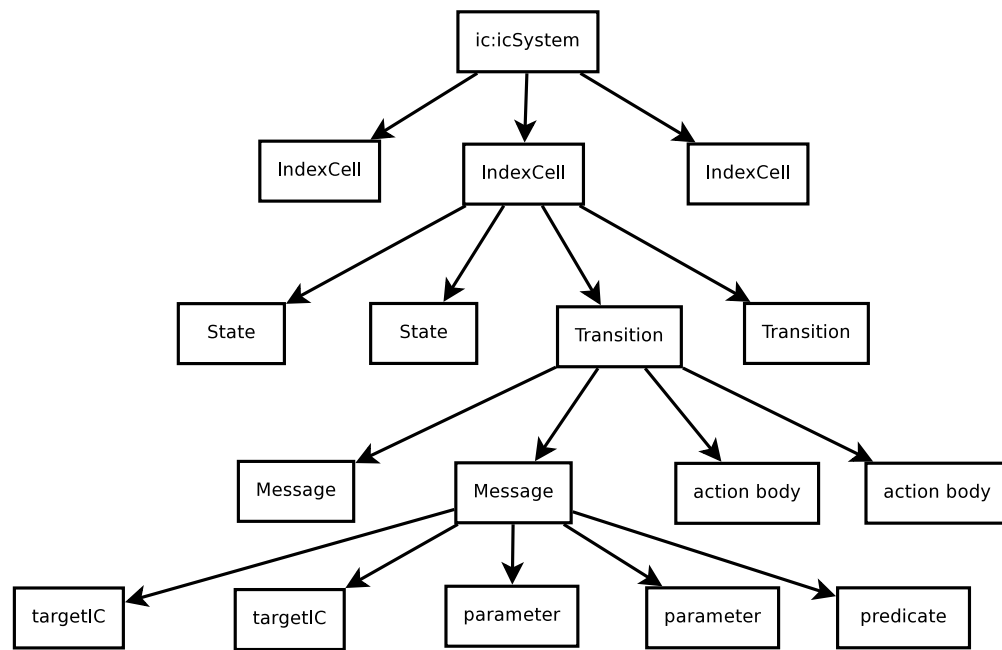 ic:icSystem
IndexCell
IndexCell
IndexCell
State
State
Transition
Transition
Message
Message
action body
action body
targetIC
targetIC
parameter
parameter
predicate